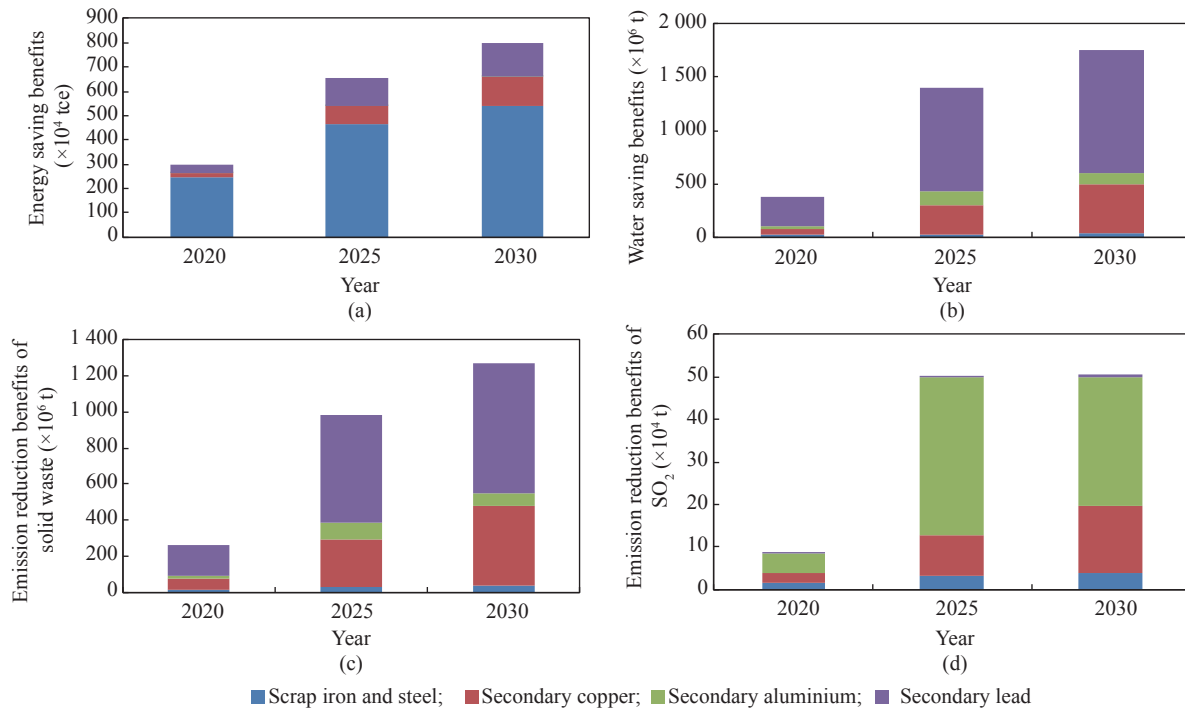 Energy saving benefits
(×10⁴ tce)
900
800
700
600
500
400
300
200
100
0
2020
2025
2030
Year
(a)
Water saving benefits (×10⁶ t)
2 000
1 500
1 000
500
0
2020
2025
2030
Year
(b)
Emission reduction benefits of
solid waste (×10⁶ t)
1 400
1 200
1 000
800
600
400
200
0
2020
2025
2030
Year
(c)
Emission reduction benefits of
SO₂ (×10⁴ t)
60
50
40
30
20
10
0
2020
2025
2030
Year
(d)
Scrap iron and steel; Secondary copper; Secondary aluminium; Secondary lead